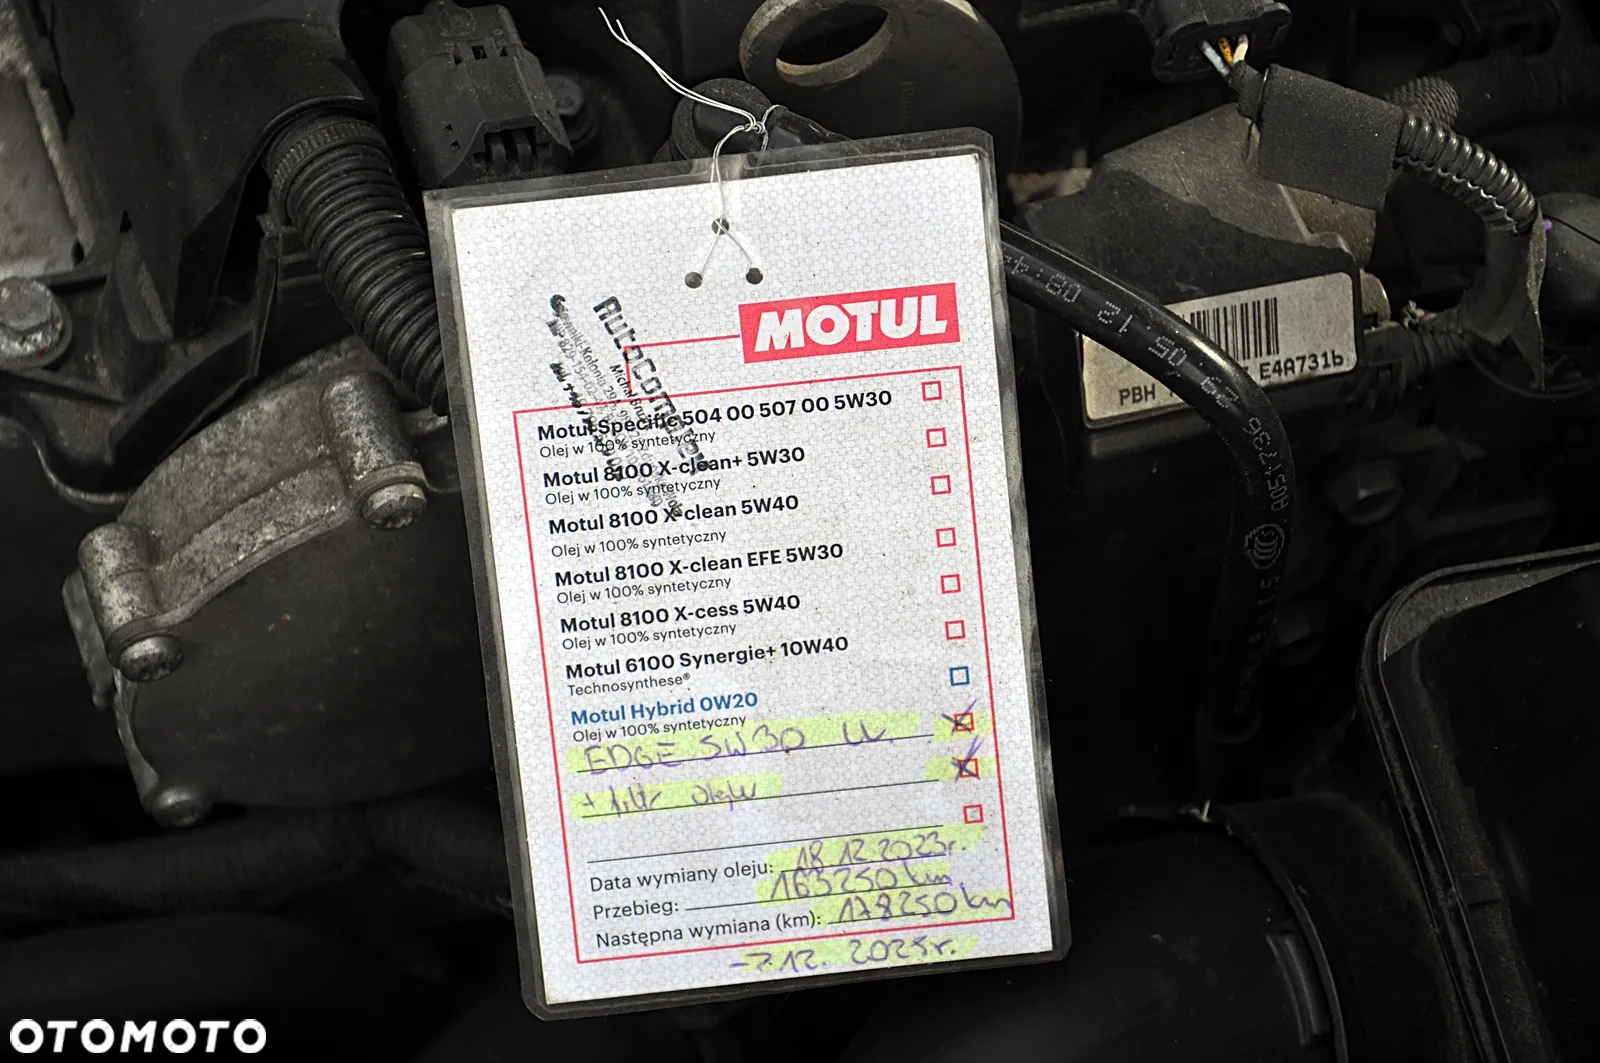 MOTUL
AutoComplex
Motul Specific 504 00 507 00 5W30
Olej w 100% syntetyczny
Motul 8100 X-clean+ 5W30
Olej w 100% syntetyczny
Motul 8100 X-clean 5W40
Olej w 100% syntetyczny
Motul 8100 X-clean EFE 5W30
Olej w 100% syntetyczny
Motul 8100 X-cess 5W40
Olej w 100% syntetyczny
Motul 6100 Synergie+ 10W40
Technosynthese®
Motul Hybrid 0W20
Olej w 100% syntetyczny
EDGE 5W30 LL
+ filtr oleju
Data wymiany oleju: 18.12.2023r.
Przebieg: 163250 km
Następna wymiana (km): 178250 km
12. 2025r.
PBH
E4A731b
OTOMOTO